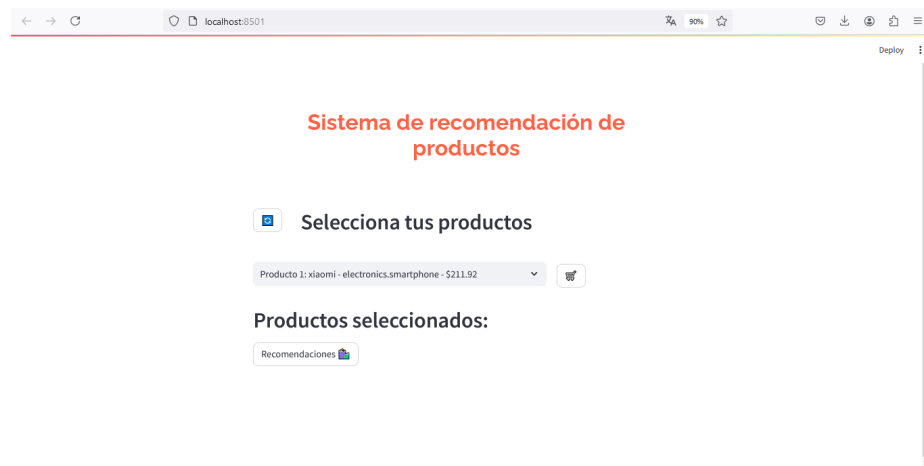 localhost:8501
90%
Deploy
Sistema de recomendación de
productos
Selecciona tus productos
Producto 1: xiaomi - electronics.smartphone - $211.92
Productos seleccionados:
Recomendaciones 🛍️